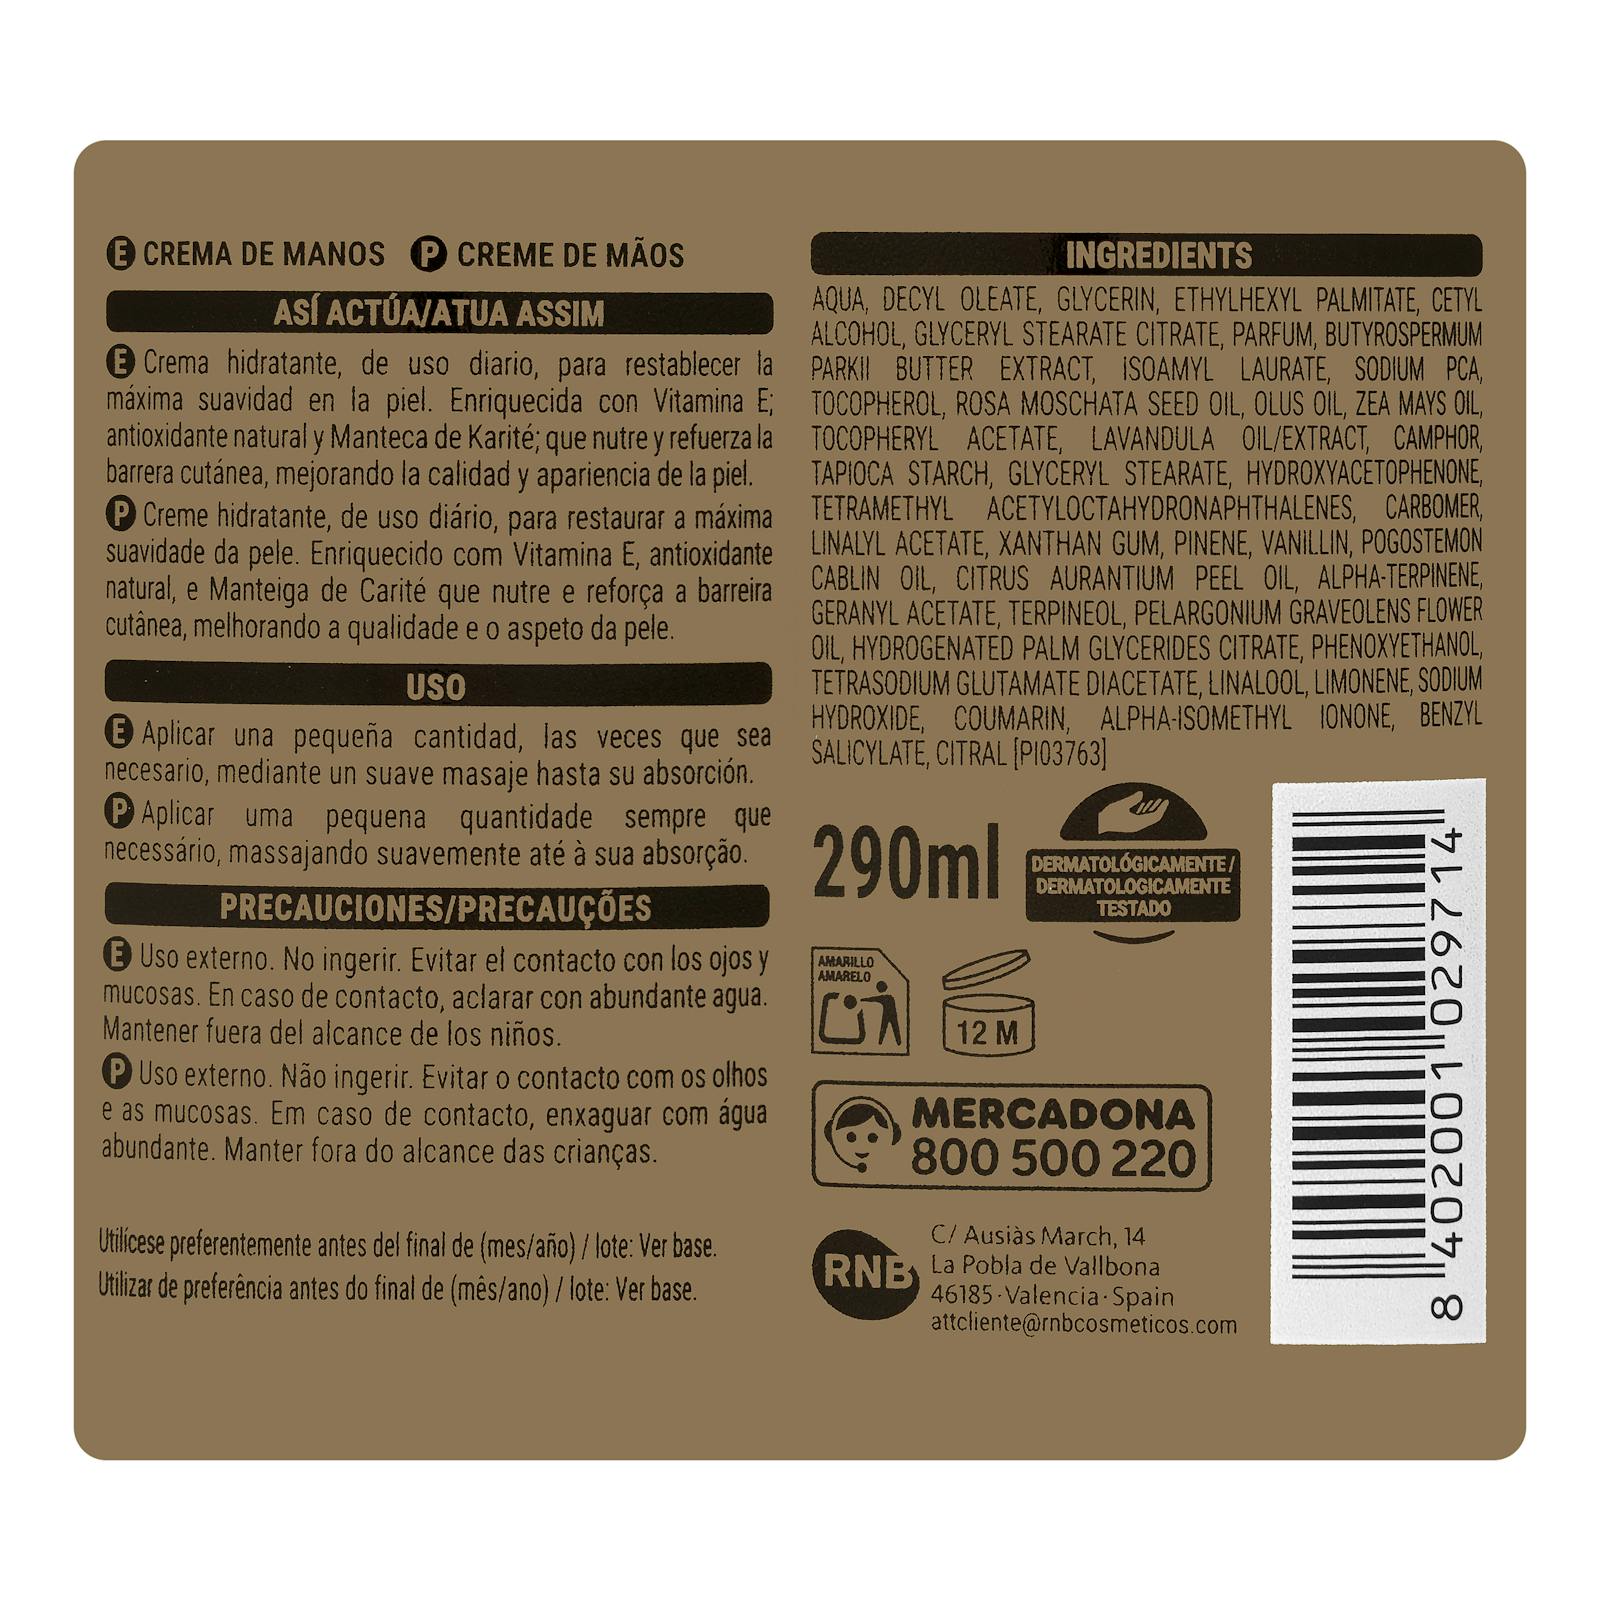 E CREMA DE MANOS P CREME DE MÃOS
ASÍ ACTÚA/ATUA ASSIM
E Crema hidratante, de uso diario, para restablecer la
máxima suavidad en la piel. Enriquecida con Vitamina E;
antioxidante natural y Manteca de Karité; que nutre y refuerza la
barrera cutánea, mejorando la calidad y apariencia de la piel.
P Creme hidratante, de uso diário, para restaurar a máxima
suavidade da pele. Enriquecido com Vitamina E, antioxidante
natural, e Manteiga de Carité que nutre e reforça a barreira
cutânea, melhorando a qualidade e o aspeto da pele.
USO
E Aplicar una pequeña cantidad, las veces que sea
necesario, mediante un suave masaje hasta su absorción.
P Aplicar uma pequena quantidade sempre que
necessário, massajando suavemente até à sua absorção.
PRECAUCIONES/PRECAUÇÕES
E Uso externo. No ingerir. Evitar el contacto con los ojos y
mucosas. En caso de contacto, aclarar con abundante agua.
Mantener fuera del alcance de los niños.
P Uso externo. Não ingerir. Evitar o contacto com os olhos
e as mucosas. Em caso de contacto, enxaguar com água
abundante. Manter fora do alcance das crianças.
Utilícese preferentemente antes del final de (mes/año) / lote: Ver base.
Utilizar de preferência antes do final de (mês/ano) / lote: Ver base.
INGREDIENTS
AQUA, DECYL OLEATE, GLYCERIN, ETHYLHEXYL PALMITATE, CETYL
ALCOHOL, GLYCERYL STEARATE CITRATE, PARFUM, BUTYROSPERMUM
PARKII BUTTER EXTRACT, ISOAMYL LAURATE, SODIUM PCA,
TOCOPHEROL, ROSA MOSCHATA SEED OIL, OLUS OIL, ZEA MAYS OIL,
TOCOPHERYL ACETATE, LAVANDULA OIL/EXTRACT, CAMPHOR,
TAPIOCA STARCH, GLYCERYL STEARATE, HYDROXYACETOPHENONE,
TETRAMETHYL ACETYLOCTAHYDRONAPHTHALENES, CARBOMER,
LINALYL ACETATE, XANTHAN GUM, PINENE, VANILLIN, POGOSTEMON
CABLIN OIL, CITRUS AURANTIUM PEEL OIL, ALPHA-TERPINENE,
GERANYL ACETATE, TERPINEOL, PELARGONIUM GRAVEOLENS FLOWER
OIL, HYDROGENATED PALM GLYCERIDES CITRATE, PHENOXYETHANOL,
TETRASODIUM GLUTAMATE DIACETATE, LINALOOL, LIMONENE, SODIUM
HYDROXIDE, COUMARIN, ALPHA-ISOMETHYL IONONE, BENZYL
SALICYLATE, CITRAL [PI03763]
290ml
DERMATOLÓGICAMENTE/
DERMATOLOGICAMENTE
TESTADO
AMARILLO
AMARELO
12 M
MERCADONA
800 500 220
RNB
C/ Ausiàs March, 14
La Pobla de Vallbona
46185·Valencia·Spain
attcliente@rnbcosmeticos.com
8 402001 029714